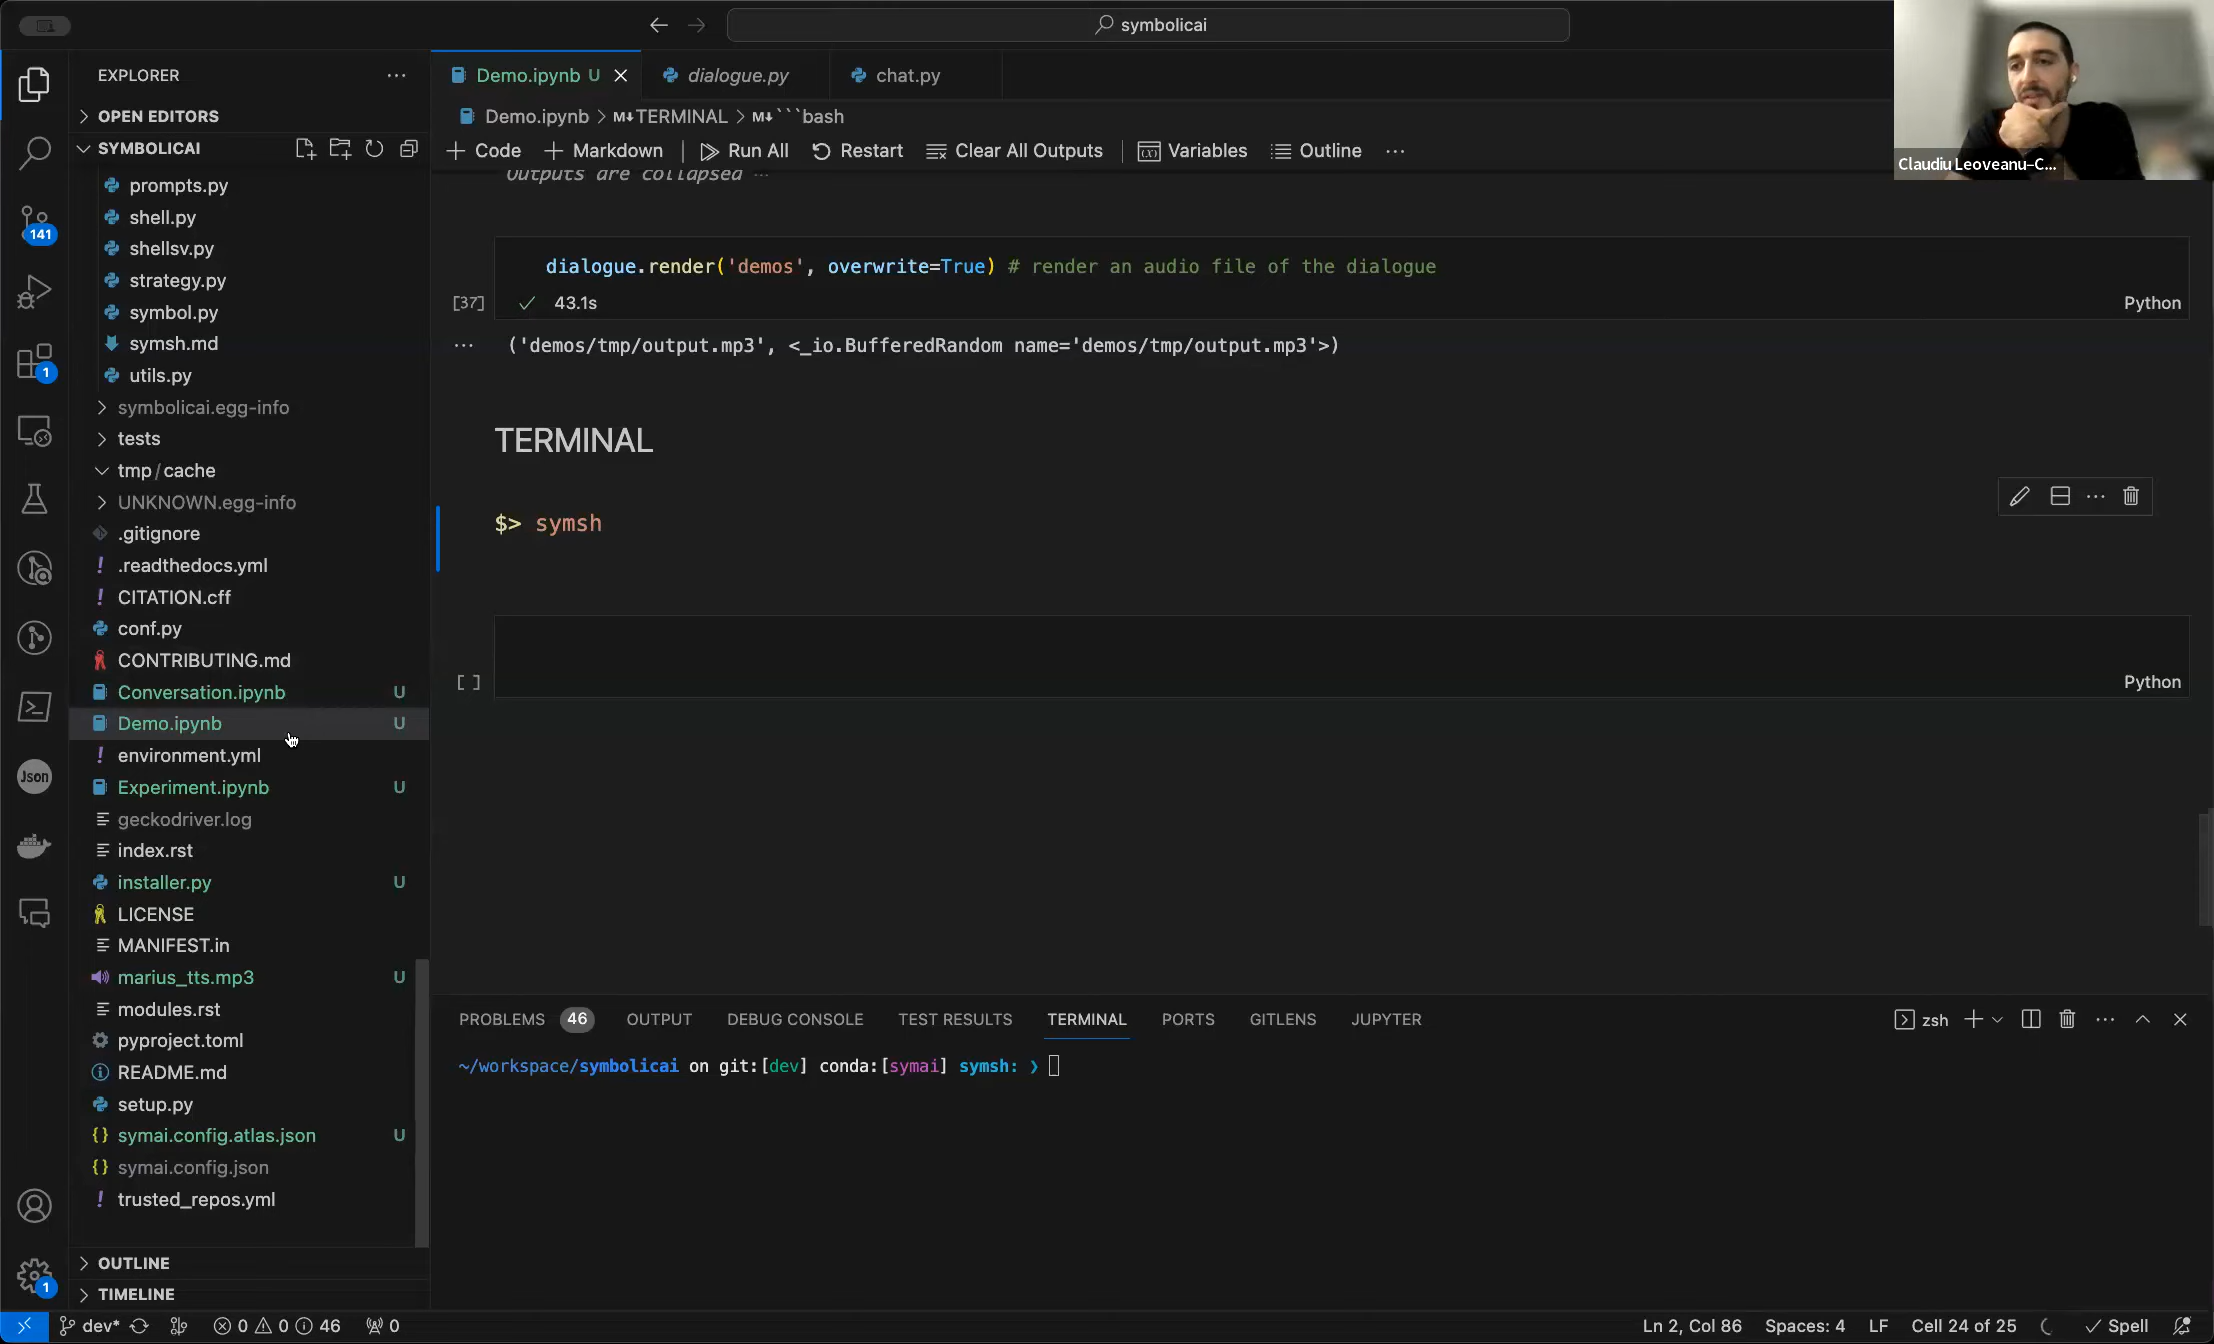 symbolicai
Claudiu Leoveanu–C...
EXPLORER
OPEN EDITORS
SYMBOLICAI
prompts.py
shell.py
shellsv.py
strategy.py
symbol.py
symsh.md
utils.py
symbolicai.egg-info
tests
tmp/cache
UNKNOWN.egg-info
.gitignore
.readthedocs.yml
CITATION.cff
conf.py
CONTRIBUTING.md
Conversation.ipynb U
Demo.ipynb U
environment.yml
Experiment.ipynb U
geckodriver.log
index.rst
installer.py U
LICENSE
MANIFEST.in
marius_tts.mp3 U
modules.rst
pyproject.toml
README.md
setup.py
symai.config.atlas.json U
symai.config.json
trusted_repos.yml
OUTLINE
TIMELINE
141
1
Json
1
Demo.ipynb U dialogue.py chat.py
Demo.ipynb > M↓ TERMINAL > M↓ ```bash
+ Code + Markdown Run All Restart Clear All Outputs Variables Outline ...
Outputs are collapsed ...
dialogue.render('demos', overwrite=True) # render an audio file of the dialogue
[37] ✓ 43.1s Python
... ('demos/tmp/output.mp3', <_io.BufferedRandom name='demos/tmp/output.mp3'>)
TERMINAL
$> symsh
[ ] Python
PROBLEMS 46 OUTPUT DEBUG CONSOLE TEST RESULTS TERMINAL PORTS GITLENS JUPYTER zsh
~/workspace/symbolicai on git:[dev] conda:[symai] symsh: ❯
dev* 0 0 46 0 Ln 2, Col 86 Spaces: 4 LF Cell 24 of 25 Spell